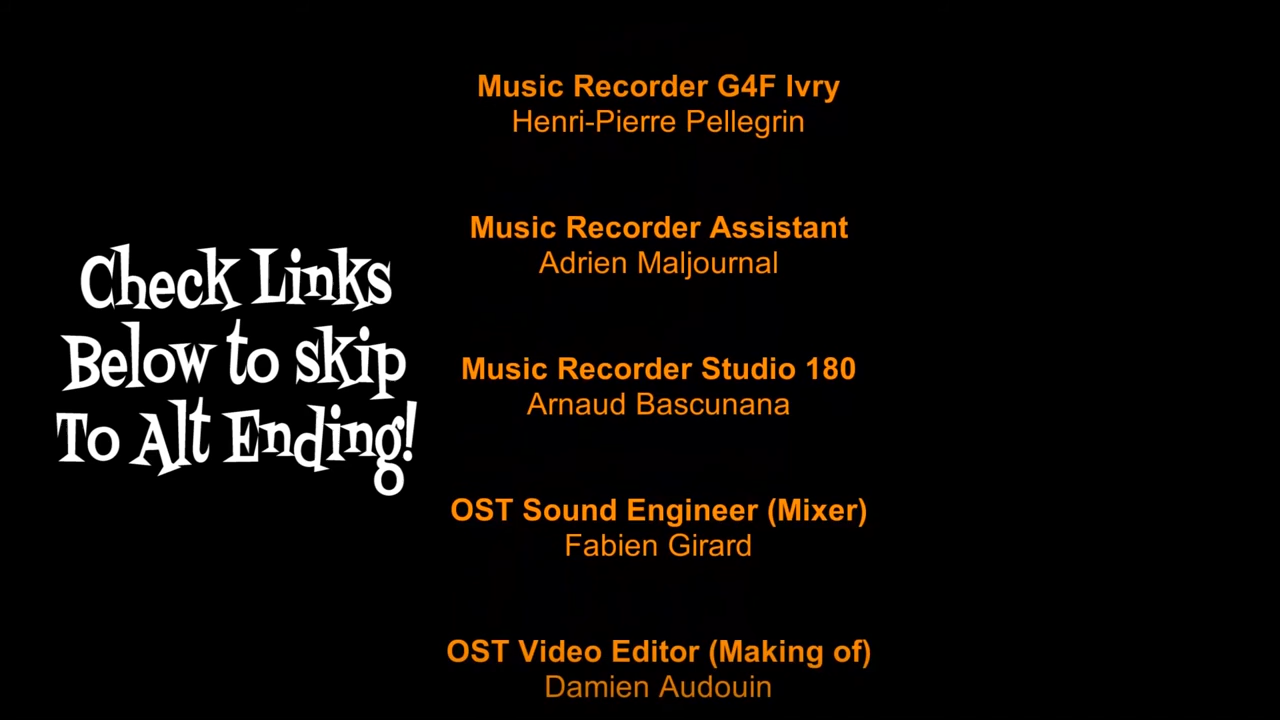 Music Recorder G4F Ivry
Henri-Pierre Pellegrin
Music Recorder Assistant
Adrien Maljournal
Check Links
Below to skip
To Alt Ending!
Music Recorder Studio 180
Arnaud Bascunana
OST Sound Engineer (Mixer)
Fabien Girard
OST Video Editor (Making of)
Damien Audouin